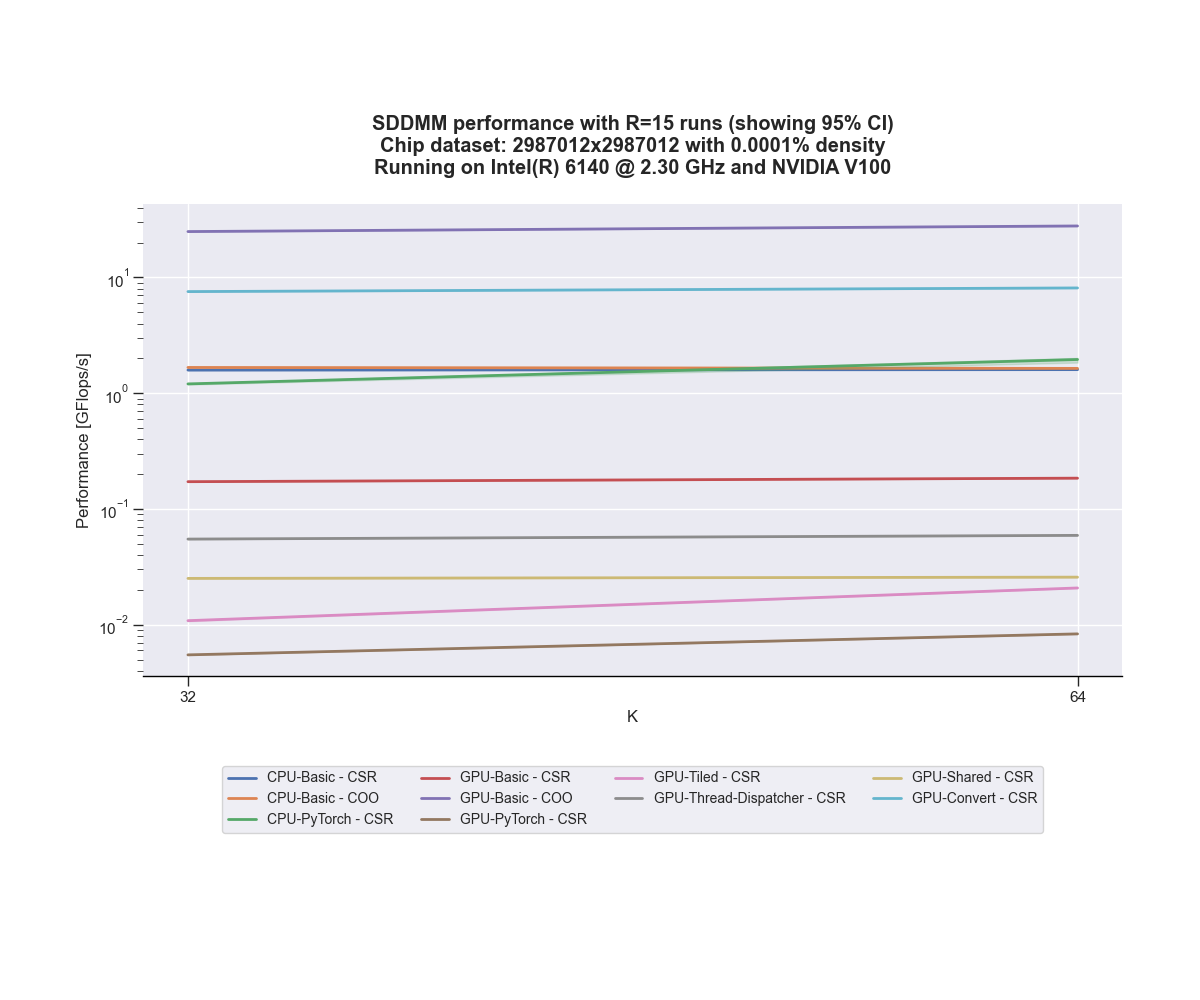 SDDMM performance with R=15 runs (showing 95% CI)
Chip dataset: 2987012x2987012 with 0.0001% density
Running on Intel(R) 6140 @ 2.30 GHz and NVIDIA V100
Performance [GFlops/s]
10^1
10^0
10^−1
10^−2
32
64
K
CPU-Basic - CSR
CPU-Basic - COO
CPU-PyTorch - CSR
GPU-Basic - CSR
GPU-Basic - COO
GPU-PyTorch - CSR
GPU-Tiled - CSR
GPU-Thread-Dispatcher - CSR
GPU-Shared - CSR
GPU-Convert - CSR